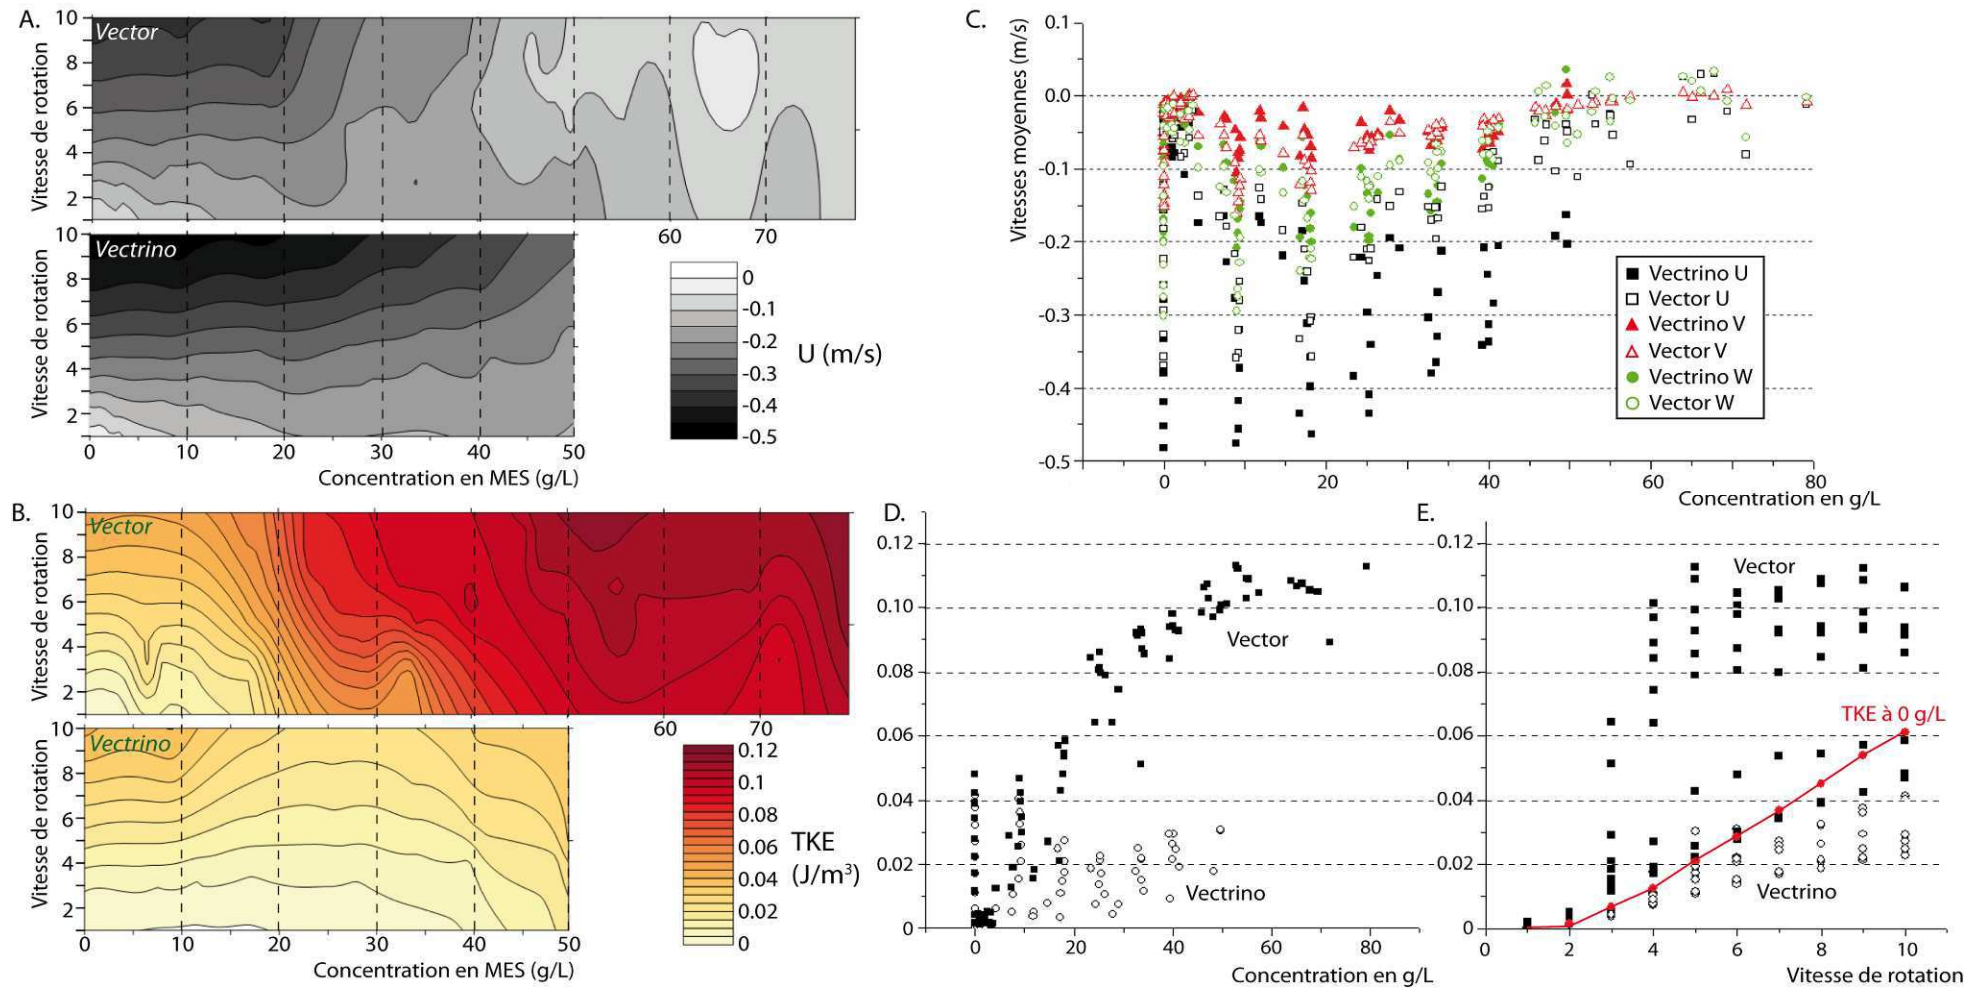 A.
Vector
Vitesse de rotation
10
8
6
4
2
60
70
Vectrino
Vitesse de rotation
10
8
6
4
2
0
10
20
30
40
50
Concentration en MES (g/L)
0
-0.1
-0.2
-0.3
-0.4
-0.5
U (m/s)
B.
Vector
Vitesse de rotation
10
8
6
4
2
60
70
Vectrino
Vitesse de rotation
10
8
6
4
2
0
10
20
30
40
50
Concentration en MES (g/L)
0.12
0.1
0.08
0.06
0.04
0.02
0
TKE
(J/m³)
C.
Vitesses moyennes (m/s)
0.1
0.0
-0.1
-0.2
-0.3
-0.4
-0.5
0
20
40
60
80
Concentration en g/L
Vectrino U
Vector U
Vectrino V
Vector V
Vectrino W
Vector W
D.
0.12
0.10
0.08
0.06
0.04
0.02
0
Vector
Vectrino
0
20
40
60
80
Concentration en g/L
E.
0.12
0.10
0.08
0.06
0.04
0.02
0
Vector
TKE à 0 g/L
Vectrino
0
2
4
6
8
10
Vitesse de rotation